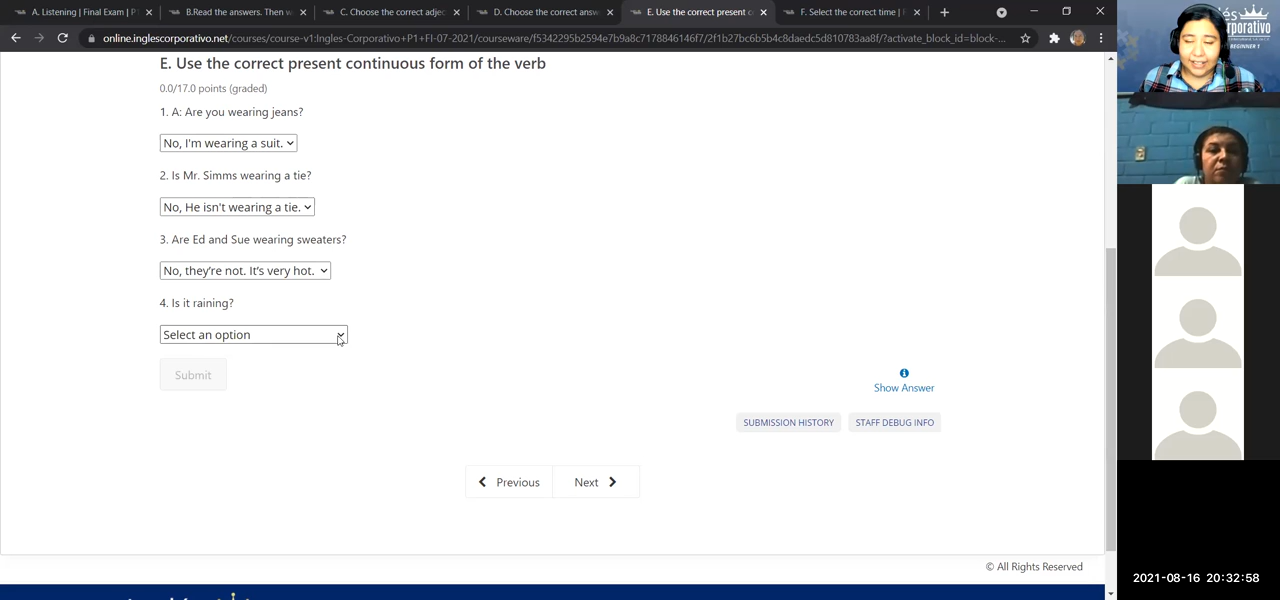 A. Listening | Final Exam | P
B.Read the answers. Then w
C. Choose the correct adjec
D. Choose the correct answ
E. Use the correct present c
F. Select the correct time | F
online.inglescorporativo.net/courses/course-v1:Ingles-Corporativo+P1+FI-07-2021/courseware/f5342295b2594e7b9a8c7178846146f7/2f1b27bc6b5b4c8daedc5d810783aa8f/?activate_block_id=block-...
E. Use the correct present continuous form of the verb
0.0/17.0 points (graded)
1. A: Are you wearing jeans?
No, I'm wearing a suit.
2. Is Mr. Simms wearing a tie?
No, He isn't wearing a tie.
3. Are Ed and Sue wearing sweaters?
No, they're not. It's very hot.
4. Is it raining?
Select an option
Submit
Show Answer
SUBMISSION HISTORY
STAFF DEBUG INFO
Previous
Next
© All Rights Reserved
BEGINNER 1
2021-08-16 20:32:58